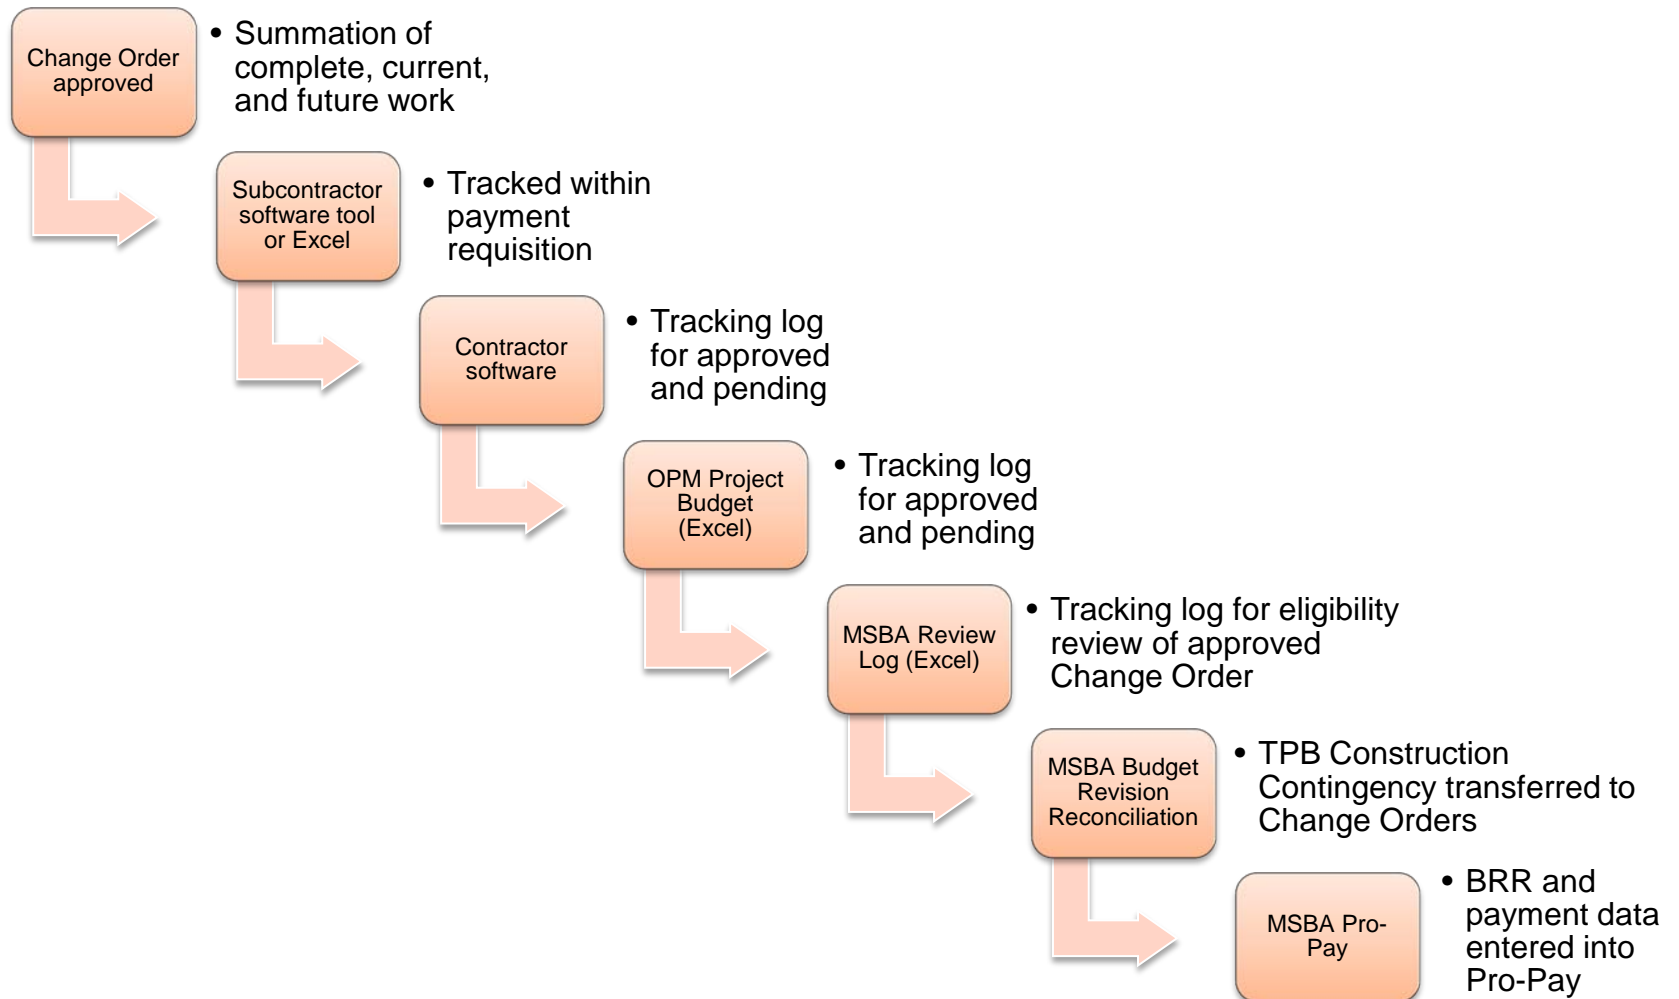 Change Order
approved
• Summation of
complete, current,
and future work
Subcontractor
software tool
or Excel
• Tracked within
payment
requisition
Contractor
software
• Tracking log
for approved
and pending
OPM Project
Budget
(Excel)
• Tracking log
for approved
and pending
MSBA Review
Log (Excel)
• Tracking log for eligibility
review of approved
Change Order
MSBA Budget
Revision
Reconciliation
• TPB Construction
Contingency transferred to
Change Orders
MSBA Pro-
Pay
• BRR and
payment data
entered into
Pro-Pay